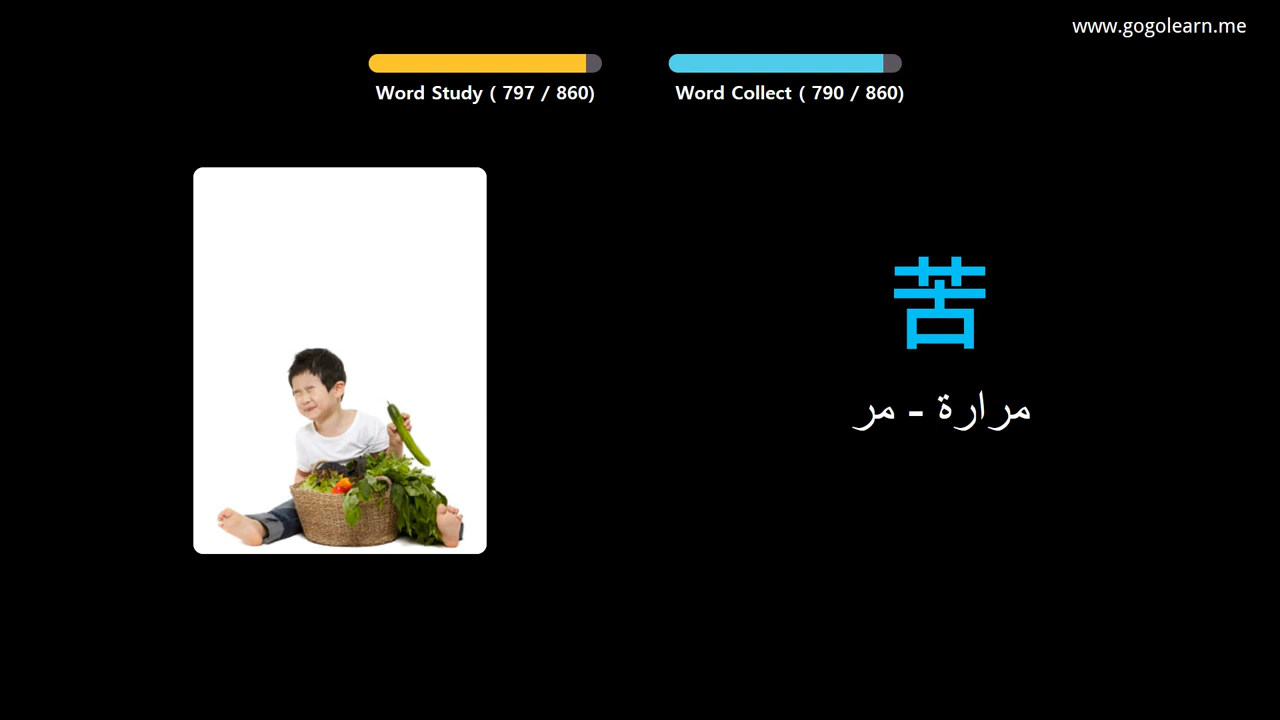 www.gogolearn.me
Word Study ( 797 / 860)
Word Collect ( 790 / 860)
苦
مرارة - مر